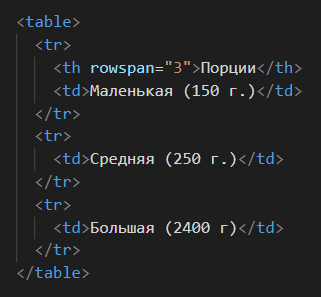 <table>
<tr>
<th rowspan="3">Порции</th>
<td>Маленькая (150 г.)</td>
</tr>
<tr>
<td>Средняя (250 г.)</td>
</tr>
<tr>
<td>Большая (2400 г)</td>
</tr>
</table>